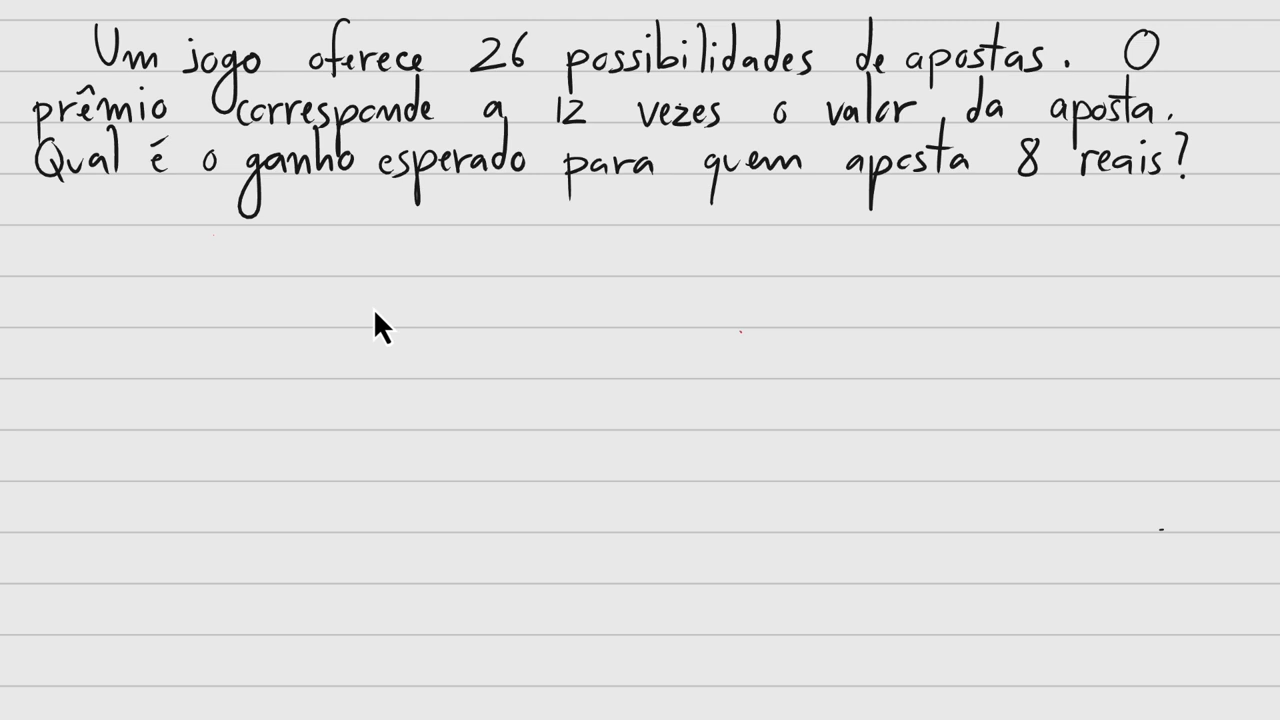 Um jogo oferece 26 possibilidades de apostas. O
prêmio corresponde a 12 vezes o valor da aposta.
Qual é o ganho esperado para quem aposta 8 reais?